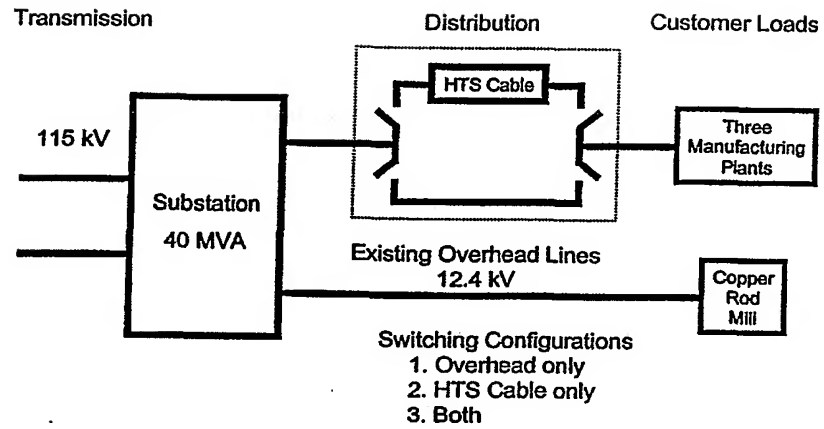 Transmission
Distribution
Customer Loads
HTS Cable
115 kV
Three
Manufacturing
Plants
Substation
40 MVA
Existing Overhead Lines
12.4 kV
Copper
Rod
Mill
Switching Configurations
1. Overhead only
2. HTS Cable only
3. Both